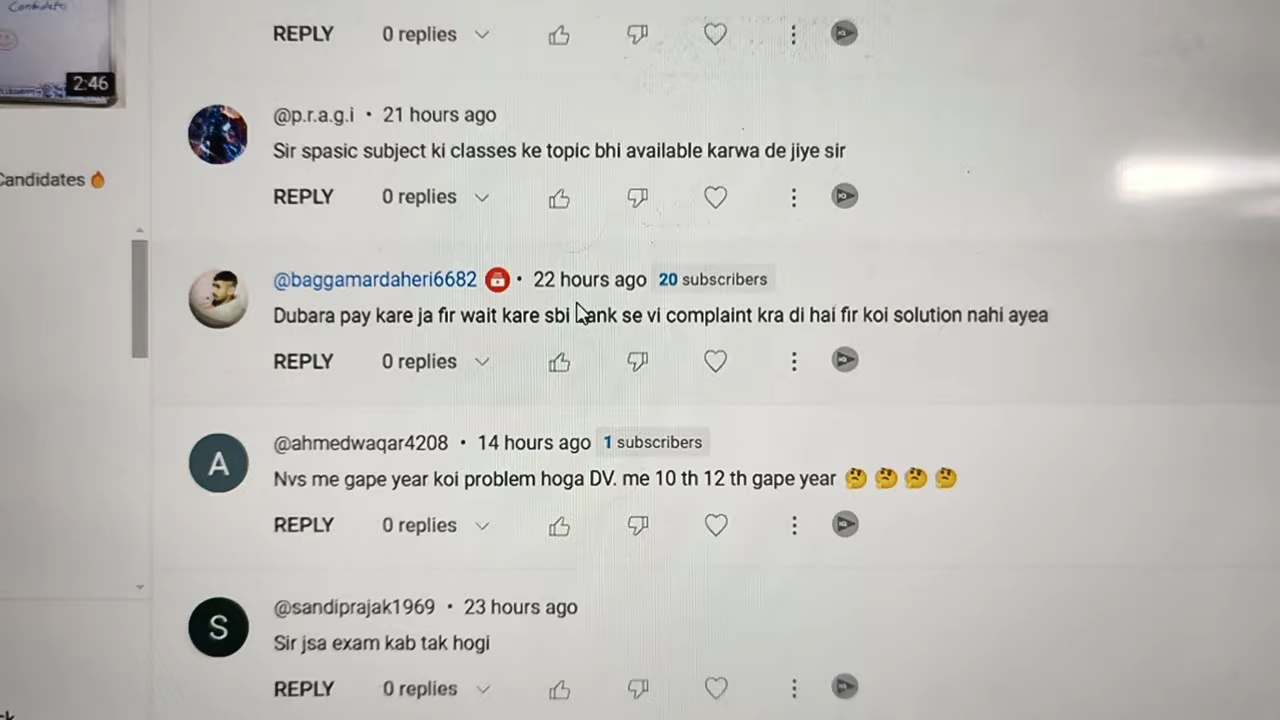 Candidate
2:46
REPLY 0 replies
@p.r.a.g.i • 21 hours ago
Sir spasic subject ki classes ke topic bhi available karwa de jiye sir
Candidates 🔥
REPLY 0 replies
@baggamardaheri6682 • 22 hours ago 20 subscribers
Dubara pay kare ja fir wait kare sbi bank se vi complaint kra di hai fir koi solution nahi ayea
REPLY 0 replies
A
@ahmedwaqar4208 • 14 hours ago 1 subscribers
Nvs me gape year koi problem hoga DV. me 10 th 12 th gape year 🤔 🤔 🤔 🤔
REPLY 0 replies
S
@sandiprajak1969 • 23 hours ago
Sir jsa exam kab tak hogi
REPLY 0 replies